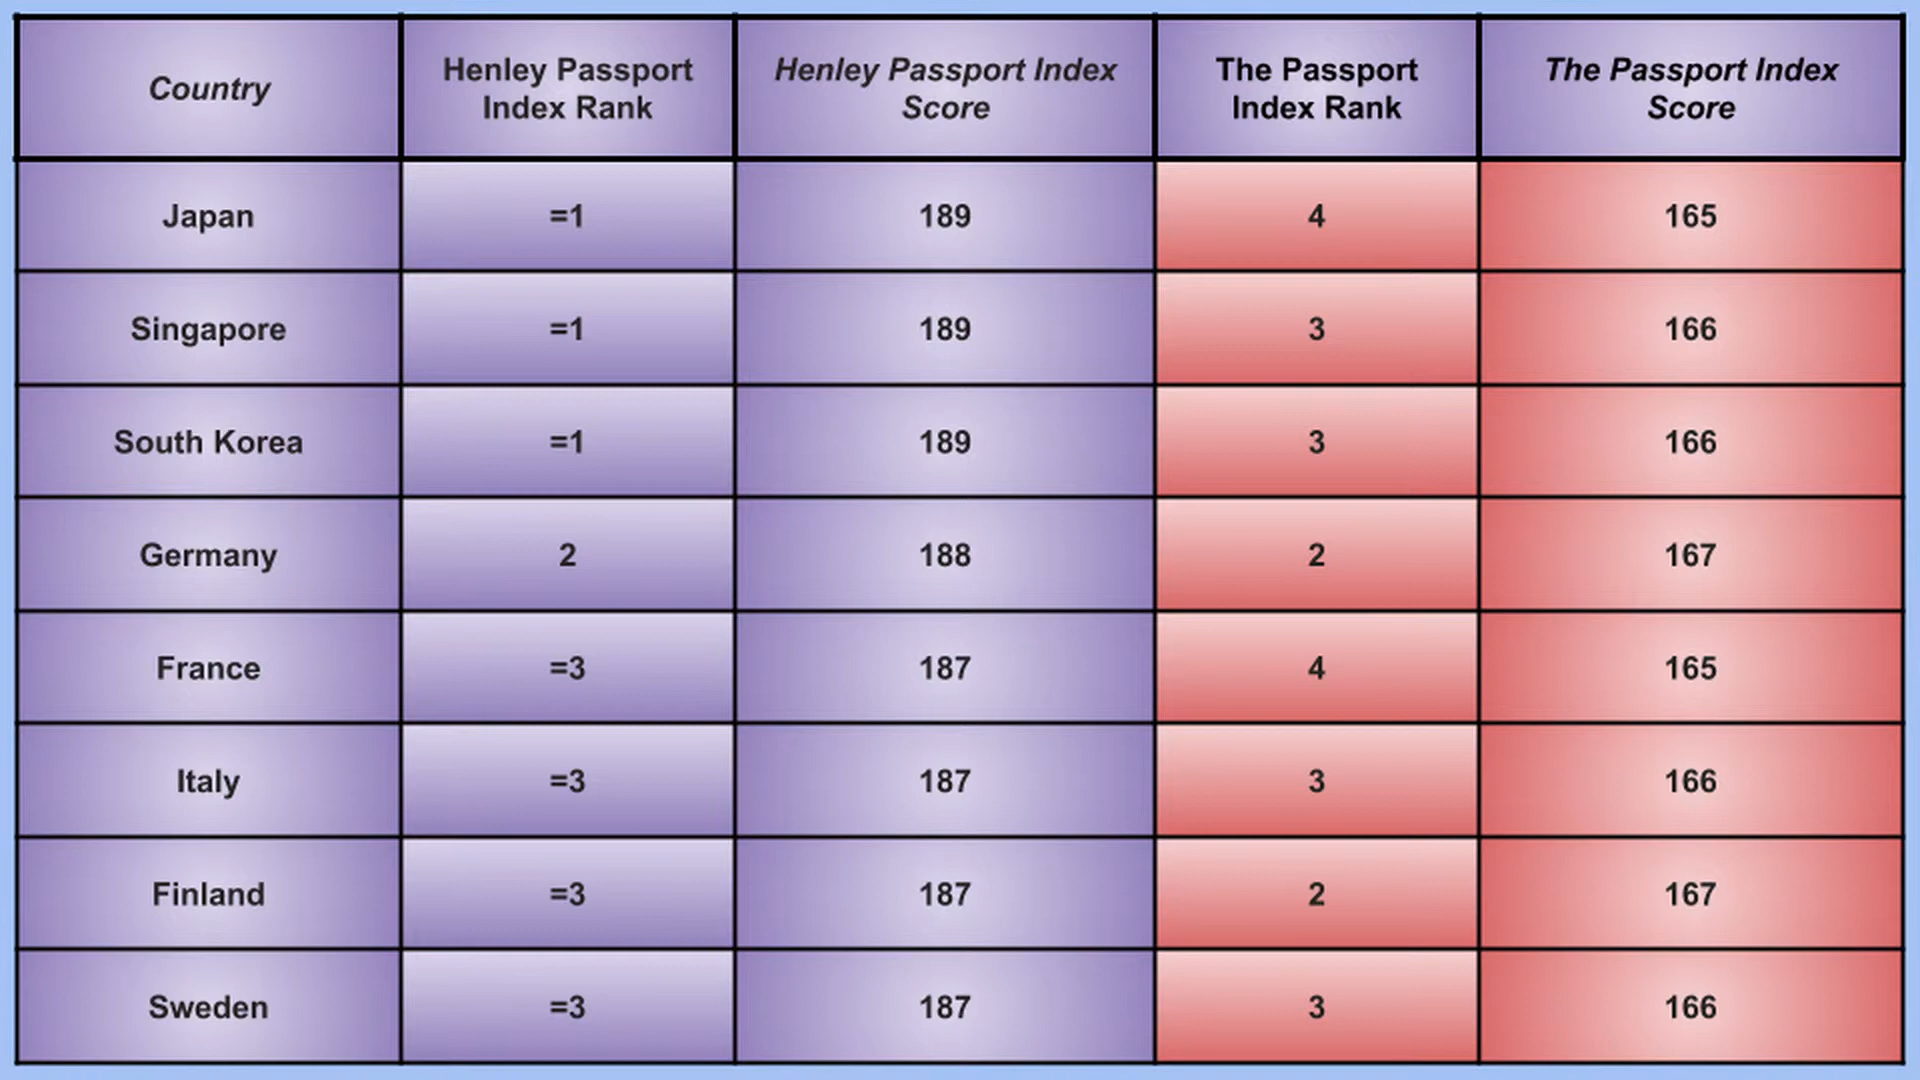 Country
Henley Passport
Index Rank
Henley Passport Index
Score
The Passport
Index Rank
The Passport Index
Score
Japan =1 189 4 165
Singapore =1 189 3 166
South Korea =1 189 3 166
Germany 2 188 2 167
France =3 187 4 165
Italy =3 187 3 166
Finland =3 187 2 167
Sweden =3 187 3 166